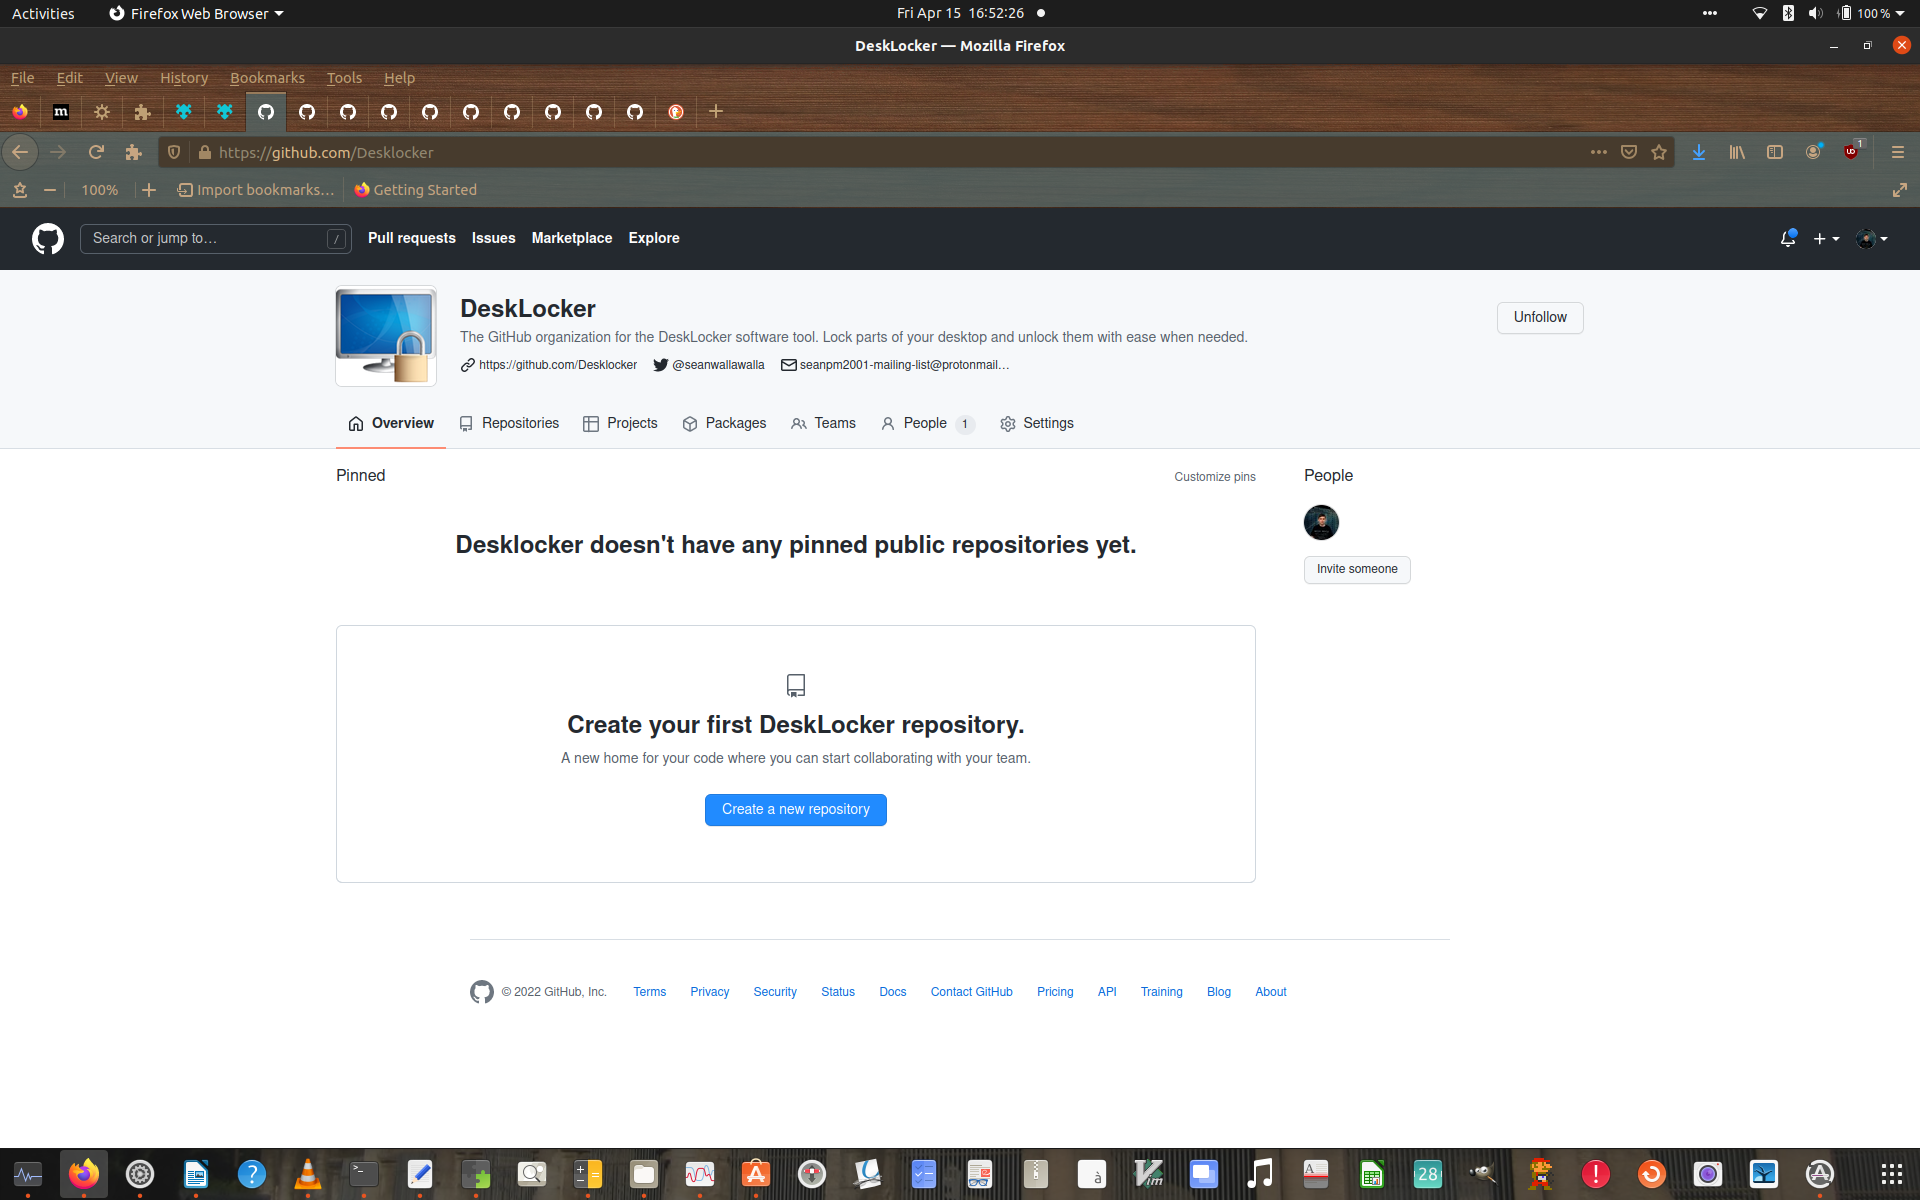 Activities Firefox Web Browser Fri Apr 15 16:52:26 100 %
DeskLocker — Mozilla Firefox
File Edit View History Bookmarks Tools Help
m
https://github.com/Desklocker 1
100% Import bookmarks... Getting Started
Search or jump to... / Pull requests Issues Marketplace Explore
DeskLocker
Unfollow
The GitHub organization for the DeskLocker software tool. Lock parts of your desktop and unlock them with ease when needed.
https://github.com/Desklocker @seanwallawalla seanpm2001-mailing-list@protonmail...
Overview Repositories Projects Packages Teams People 1 Settings
Pinned Customize pins People
Desklocker doesn't have any pinned public repositories yet.
Invite someone
Create your first DeskLocker repository.
A new home for your code where you can start collaborating with your team.
Create a new repository
© 2022 GitHub, Inc. Terms Privacy Security Status Docs Contact GitHub Pricing API Training Blog About
? >_ à Vim A 28 !